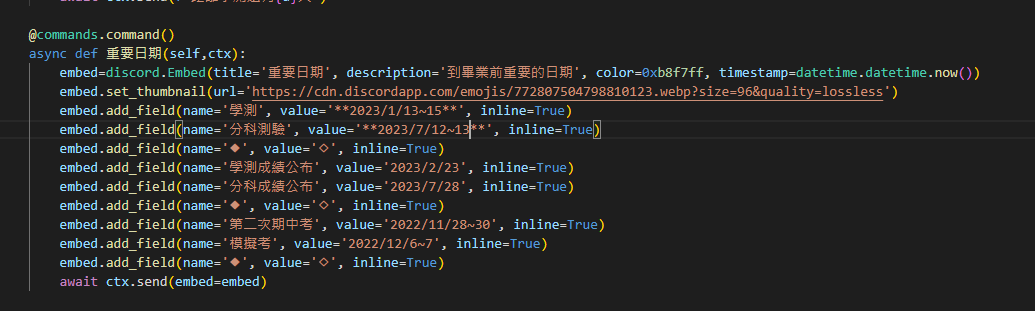 @commands.command()
async def 重要日期(self,ctx):
embed=discord.Embed(title='重要日期', description='到畢業前重要的日期', color=0xb8f7ff, timestamp=datetime.datetime.now())
embed.set_thumbnail(url='https://cdn.discordapp.com/emojis/772807504798810123.webp?size=96&quality=lossless')
embed.add_field(name='學測', value='**2023/1/13~15**', inline=True)
embed.add_field(name='分科測驗', value='**2023/7/12~13**', inline=True)
embed.add_field(name='◆', value='◇', inline=True)
embed.add_field(name='學測成績公布', value='2023/2/23', inline=True)
embed.add_field(name='分科成績公布', value='2023/7/28', inline=True)
embed.add_field(name='◆', value='◇', inline=True)
embed.add_field(name='第二次期中考', value='2022/11/28~30', inline=True)
embed.add_field(name='模擬考', value='2022/12/6~7', inline=True)
embed.add_field(name='◆', value='◇', inline=True)
await ctx.send(embed=embed)